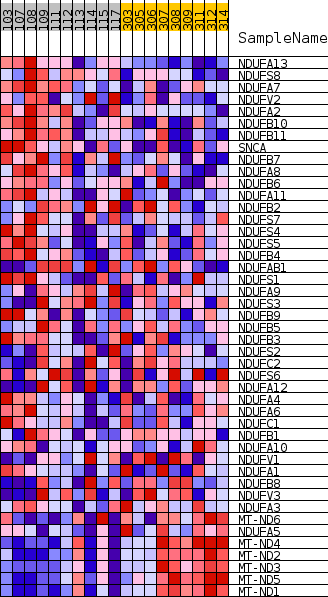 103 107 108 110 111 112 113 114 115 117 303 305 306 307 308 309 311 312 314
SampleName
NDUFA13
NDUFS8
NDUFA7
NDUFV2
NDUFA2
NDUFB10
NDUFB11
SNCA
NDUFB7
NDUFA8
NDUFB6
NDUFA11
NDUFB2
NDUFS7
NDUFS4
NDUFS5
NDUFB4
NDUFAB1
NDUFS1
NDUFA9
NDUFS3
NDUFB9
NDUFB5
NDUFB3
NDUFS2
NDUFC2
NDUFS6
NDUFA12
NDUFA4
NDUFA6
NDUFC1
NDUFB1
NDUFA10
NDUFV1
NDUFA1
NDUFB8
NDUFV3
NDUFA3
MT-ND6
NDUFA5
MT-ND4
MT-ND2
MT-ND3
MT-ND5
MT-ND1